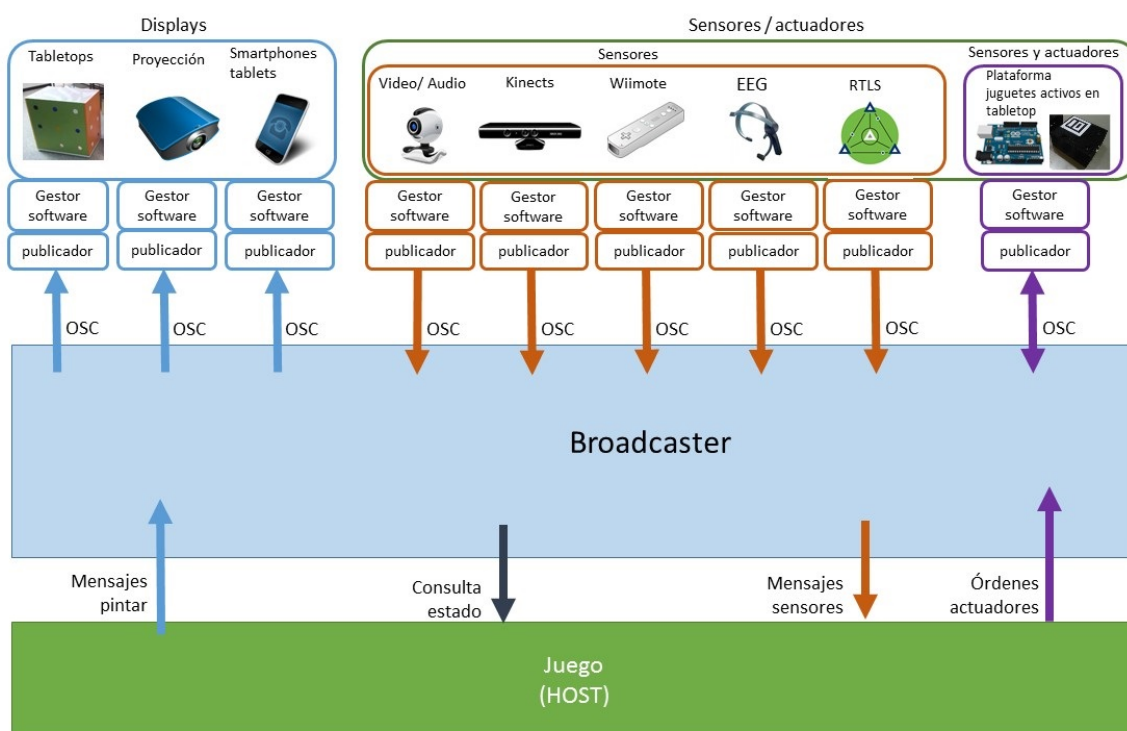 Displays
Sensores / actuadores
Tabletops
Proyección
Smartphones
tablets
Sensores
Sensores y actuadores
Video/ Audio
Kinects
Wiimote
EEG
RTLS
Plataforma
juguetes activos en
tabletop
Gestor
software
Gestor
software
Gestor
software
Gestor
software
Gestor
software
Gestor
software
Gestor
software
Gestor
software
Gestor
software
publicador
publicador
publicador
publicador
publicador
publicador
publicador
publicador
publicador
OSC
OSC
OSC
OSC
OSC
OSC
OSC
OSC
OSC
Broadcaster
Mensajes
pintar
Consulta
estado
Mensajes
sensores
Órdenes
actuadores
Juego
(HOST)